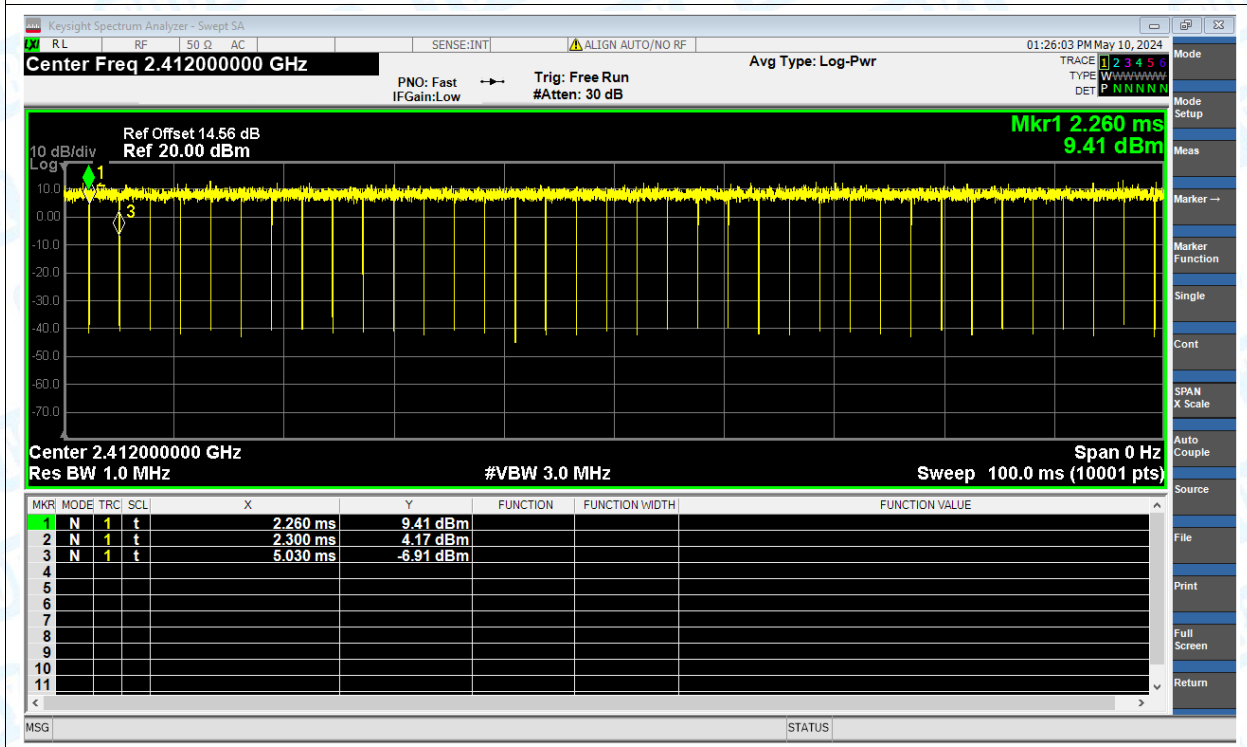 Keysight Spectrum Analyzer - Swept SA
LXI RL RF 50 Ω AC SENSE:INT ALIGN AUTO/NO RF 01:26:03 PM May 10, 2024
Center Freq 2.412000000 GHz Avg Type: Log-Pwr TRACE 1 2 3 4 5 6
PNO: Fast Trig: Free Run TYPE WWWWWW
IFGain:Low #Atten: 30 dB DET P N N N N N
Mkr1 2.260 ms
Ref Offset 14.56 dB
10 dB/div Ref 20.00 dBm 9.41 dBm
Log
1
10.0
3
0.00
-10.0
-20.0
-30.0
-40.0
-50.0
-60.0
-70.0
Center 2.412000000 GHz Span 0 Hz
Res BW 1.0 MHz #VBW 3.0 MHz Sweep 100.0 ms (10001 pts)
MKR MODE TRC SCL X Y FUNCTION FUNCTION WIDTH FUNCTION VALUE
1 N 1 t 2.260 ms 9.41 dBm
2 N 1 t 2.300 ms 4.17 dBm
3 N 1 t 5.030 ms -6.91 dBm
4
5
6
7
8
9
10
11
MSG STATUS
Mode
Mode
Setup
Meas
Marker→
Marker
Function
Single
Cont
SPAN
X Scale
Auto
Couple
Source
File
Print
Full
Screen
Return